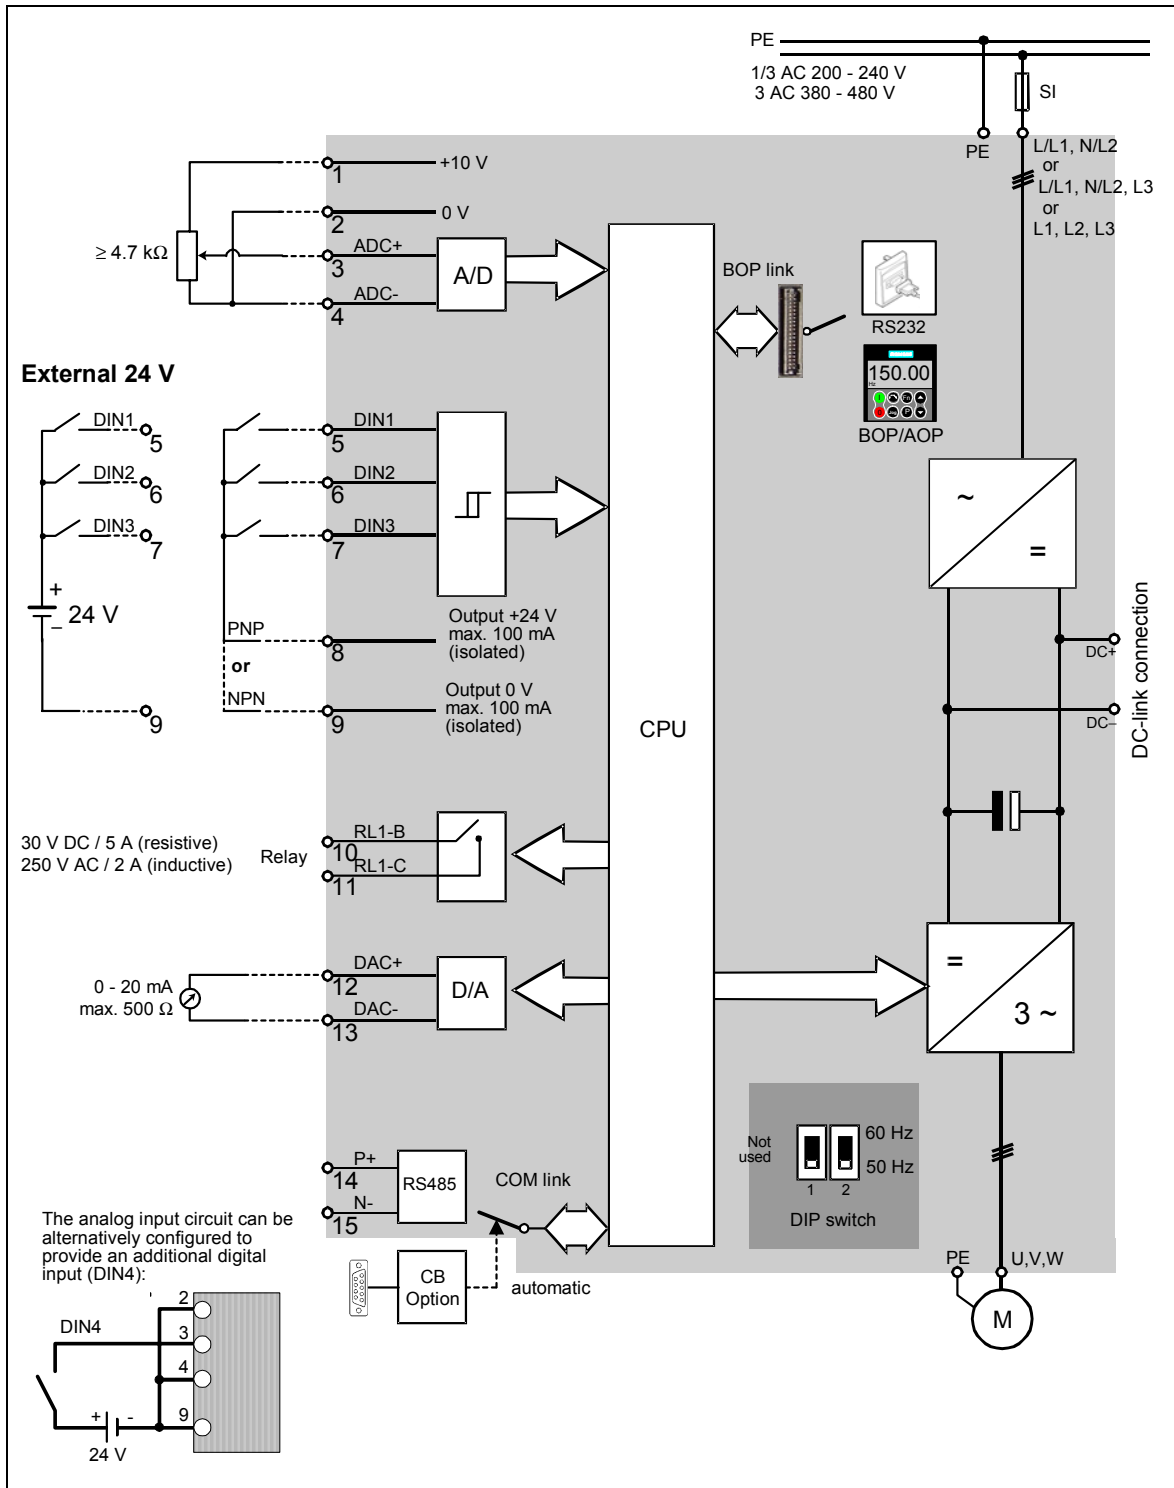 PE
1/3 AC 200 - 240 V
3 AC 380 - 480 V
SI
PE
L/L1, N/L2
or
L/L1, N/L2, L3
or
L1, L2, L3
1
+10 V
2
0 V
≥ 4.7 kΩ
ADC+
3
ADC-
4
A/D
BOP link
RS232
150.00
Hz
Fn
jog
P
BOP/AOP
External 24 V
DIN1
5
DIN2
6
DIN3
7
+
24 V
–
9
DIN1
5
DIN2
6
DIN3
7
PNP
8
Output +24 V
max. 100 mA
(isolated)
or
NPN
9
Output 0 V
max. 100 mA
(isolated)
CPU
~
=
DC+
DC–
DC-link connection
30 V DC / 5 A (resistive)
250 V AC / 2 A (inductive)
Relay
RL1-B
10
RL1-C
11
0 - 20 mA
max. 500 Ω
DAC+
12
DAC-
13
D/A
=
3 ~
Not
used
60 Hz
50 Hz
1
2
DIP switch
P+
14
N-
15
RS485
COM link
CB
Option
automatic
PE
U,V,W
M
The analog input circuit can be
alternatively configured to
provide an additional digital
input (DIN4):
DIN4
2
3
4
9
+
-
24 V